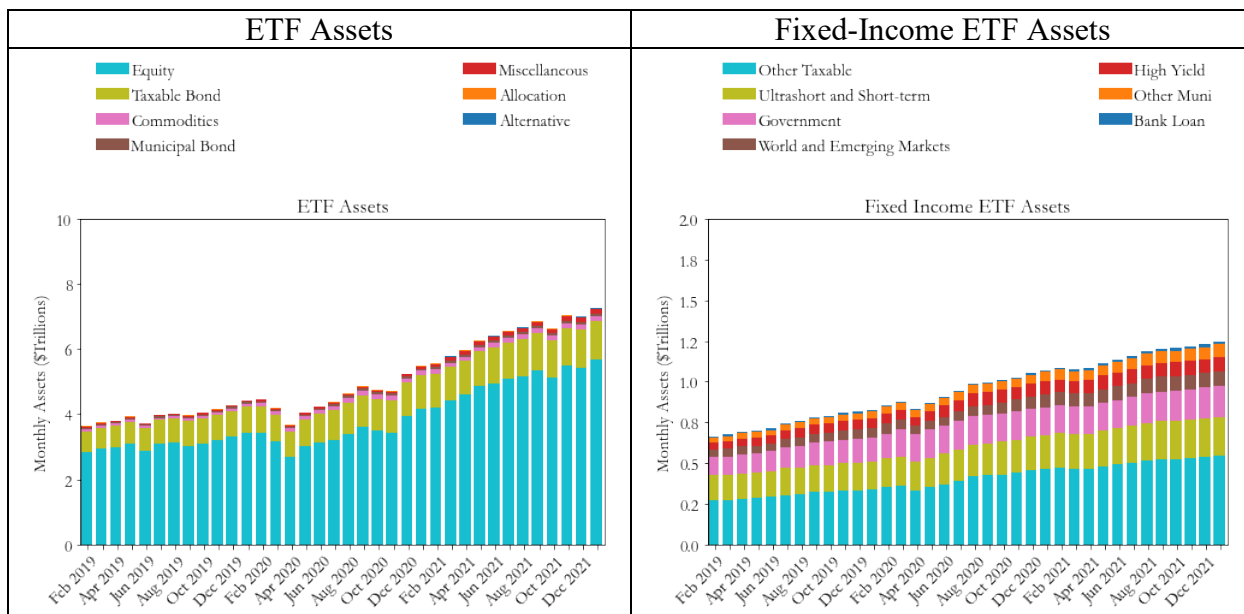 ETF Assets
Equity
Taxable Bond
Commodities
Municipal Bond
Miscellaneous
Allocation
Alternative
ETF Assets
Monthly Assets ($Trillions)
10
8
6
4
2
0
Feb 2019
Apr 2019
Jun 2019
Aug 2019
Oct 2019
Dec 2019
Feb 2020
Apr 2020
Jun 2020
Aug 2020
Oct 2020
Dec 2020
Feb 2021
Apr 2021
Jun 2021
Aug 2021
Oct 2021
Dec 2021
Fixed-Income ETF Assets
Other Taxable
Ultrashort and Short-term
Government
World and Emerging Markets
High Yield
Other Muni
Bank Loan
Fixed Income ETF Assets
Monthly Assets ($Trillions)
2.0
1.8
1.5
1.2
1.0
0.8
0.5
0.2
0.0
Feb 2019
Apr 2019
Jun 2019
Aug 2019
Oct 2019
Dec 2019
Feb 2020
Apr 2020
Jun 2020
Aug 2020
Oct 2020
Dec 2020
Feb 2021
Apr 2021
Jun 2021
Aug 2021
Oct 2021
Dec 2021